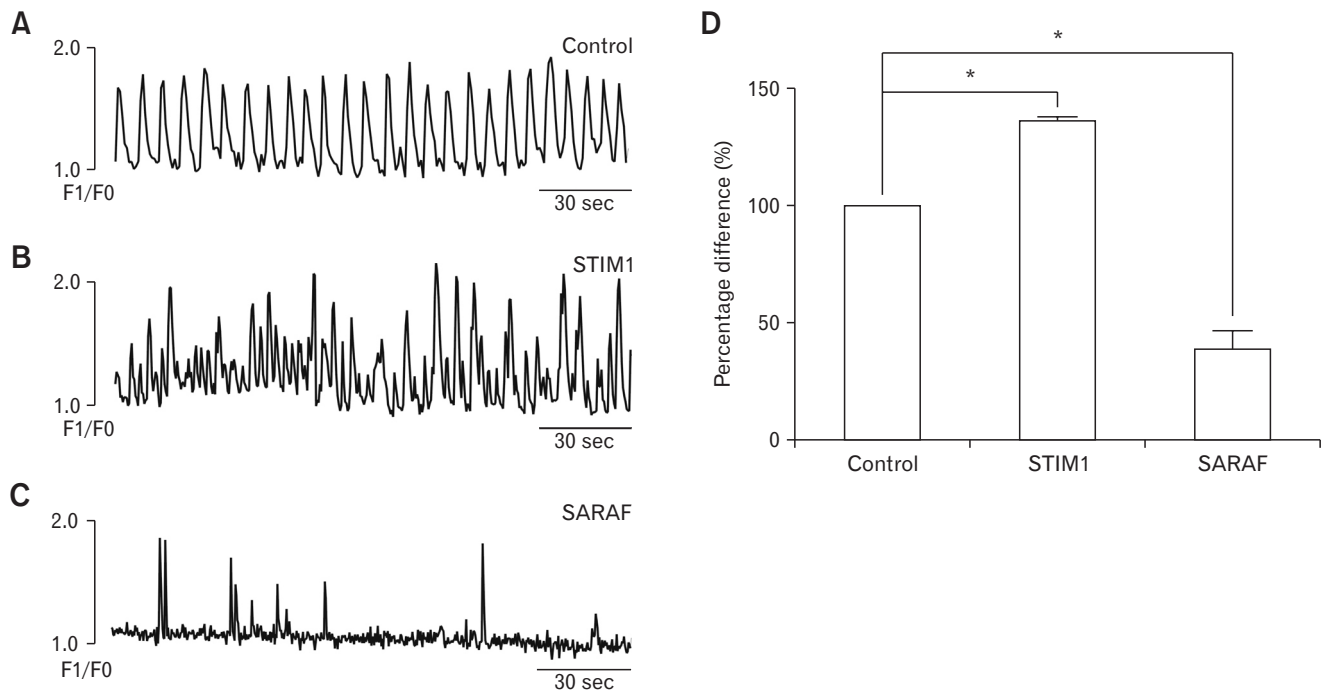 A
Control
2.0
1.0
F1/F0
30 sec
B
STIM1
2.0
1.0
F1/F0
30 sec
C
SARAF
2.0
1.0
F1/F0
30 sec
D
*
*
Percentage difference (%)
150
100
50
0
Control STIM1 SARAF